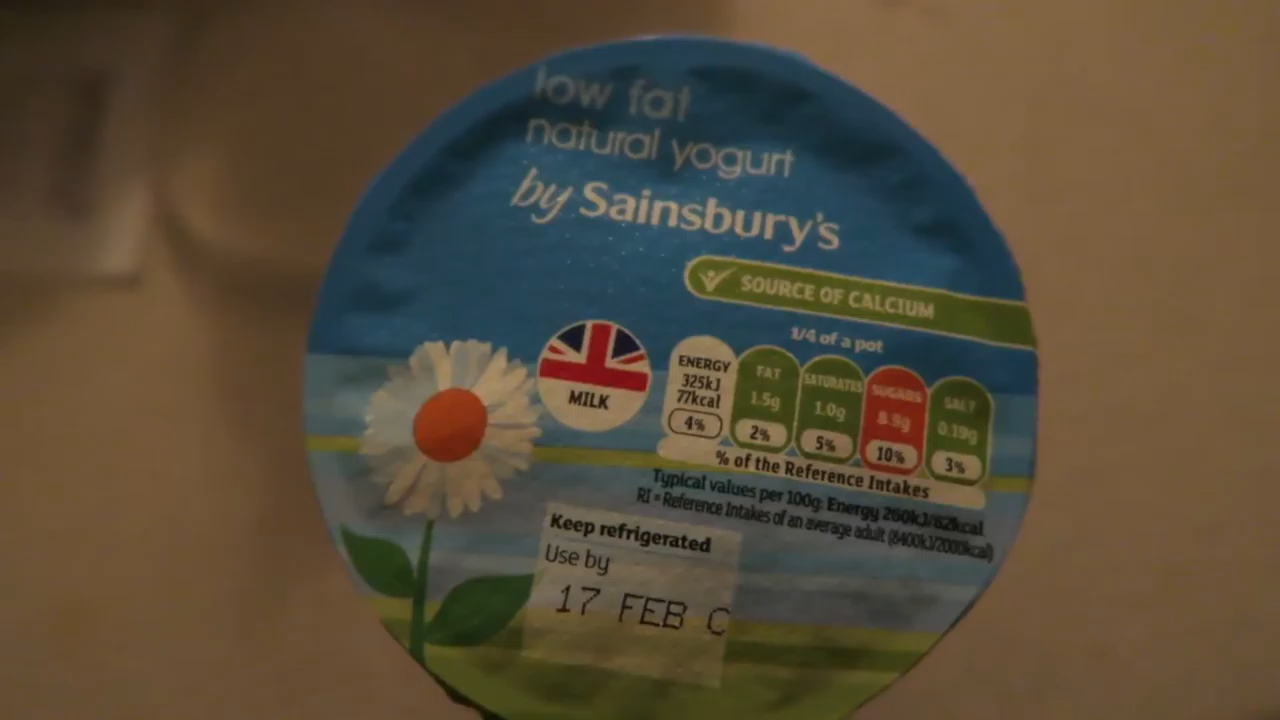 low fat
natural yogurt
by Sainsbury's
SOURCE OF CALCIUM
1/4 of a pot
ENERGY
325kJ
77kcal
4%
FAT
1.5g
2%
SATURATES
1.0g
5%
SUGARS
8.9g
10%
SALT
0.19g
3%
% of the Reference Intakes
MILK
Typical values per 100g: Energy 260kJ/62kcal
RI = Reference Intakes of an average adult (8400kJ/2000kcal)
Keep refrigerated
Use by
17 FEB C